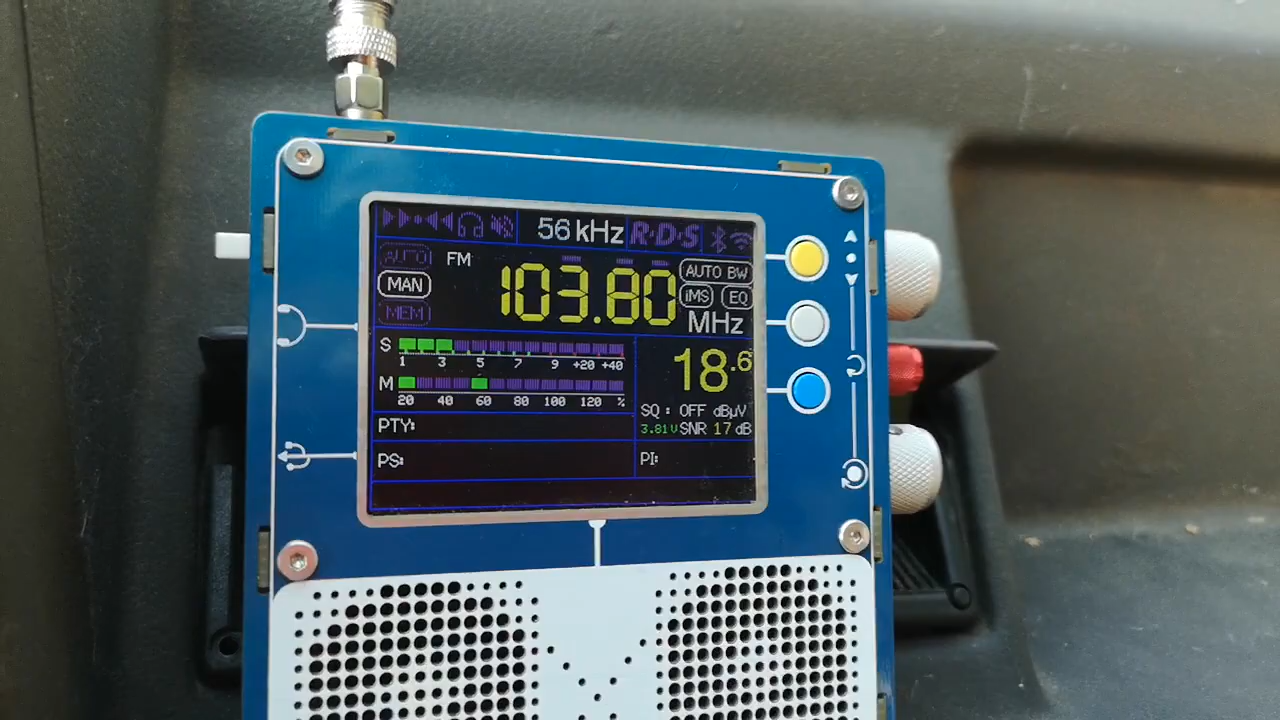 56 kHz R·D·S
AUTO FM
MAN 103.80 AUTO BW
iMS EQ
MEM MHz
S
1 3 5 7 9 +20 +40
18.6
M
20 40 60 80 100 120 %
SQ : OFF dBµV
3.81V SNR 17 dB
PTY:
PS: PI: